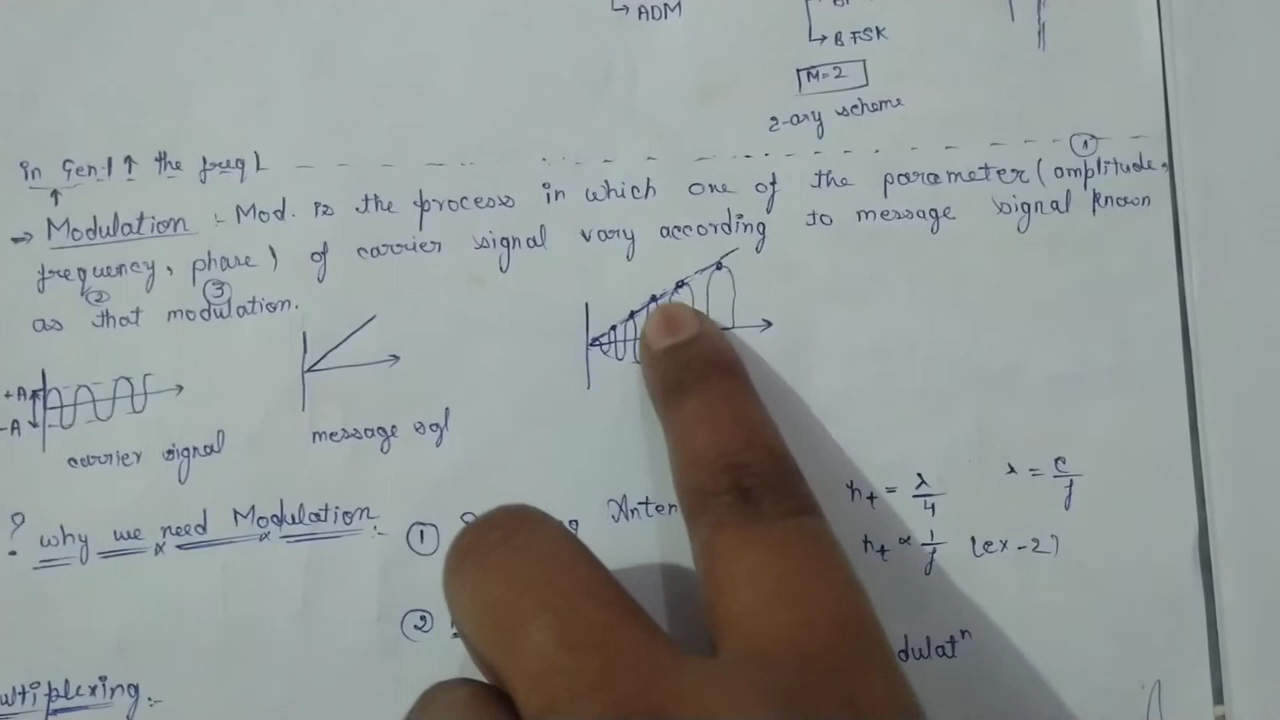 ↳ ADM
↳ BFSK
M=2
2-ary scheme
in Gen.l ↑ the freq)
①
→ Modulation :- Mod. is the process in which one of the parameter (amplitude,
frequency, phase) of carrier signal vary according to message signal known
② ③
as that modulation.
+A
-A
carrier signal
message sgl
? why we need Modulation :- ① Anten
h_t = λ/4 λ = c/f
h_t ∝ 1/f (ex-2)
②
dulatⁿ
ultiplexing :-